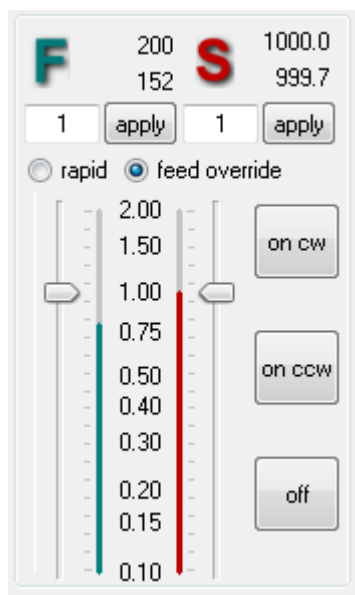 F 200 S 1000.0
152 999.7
1 apply 1 apply
rapid feed override
2.00
1.50 on cw
1.00
0.75
0.50 on ccw
0.40
0.30
0.20 off
0.15
0.10